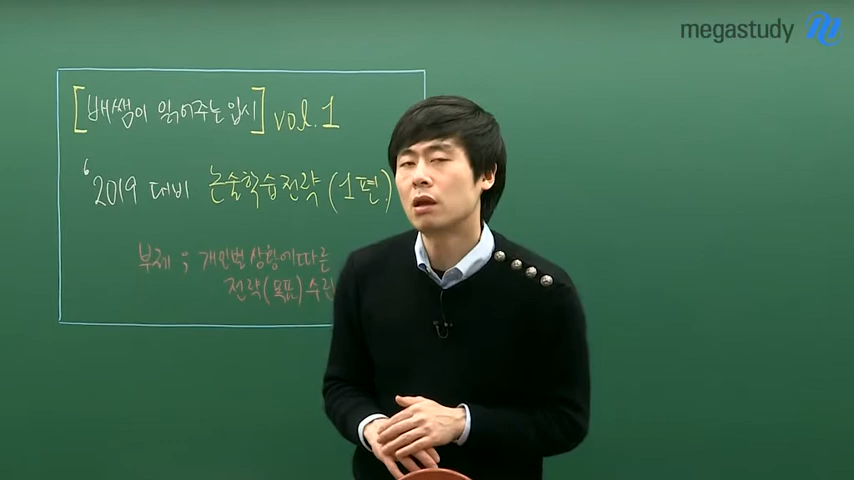 megastudy
[배쌤이 읽어주는 입시] vol.1
'2019 대비 논술학습전략 (1편)
부제 ; 개인별 상황에 따른
전략(목표) 수립